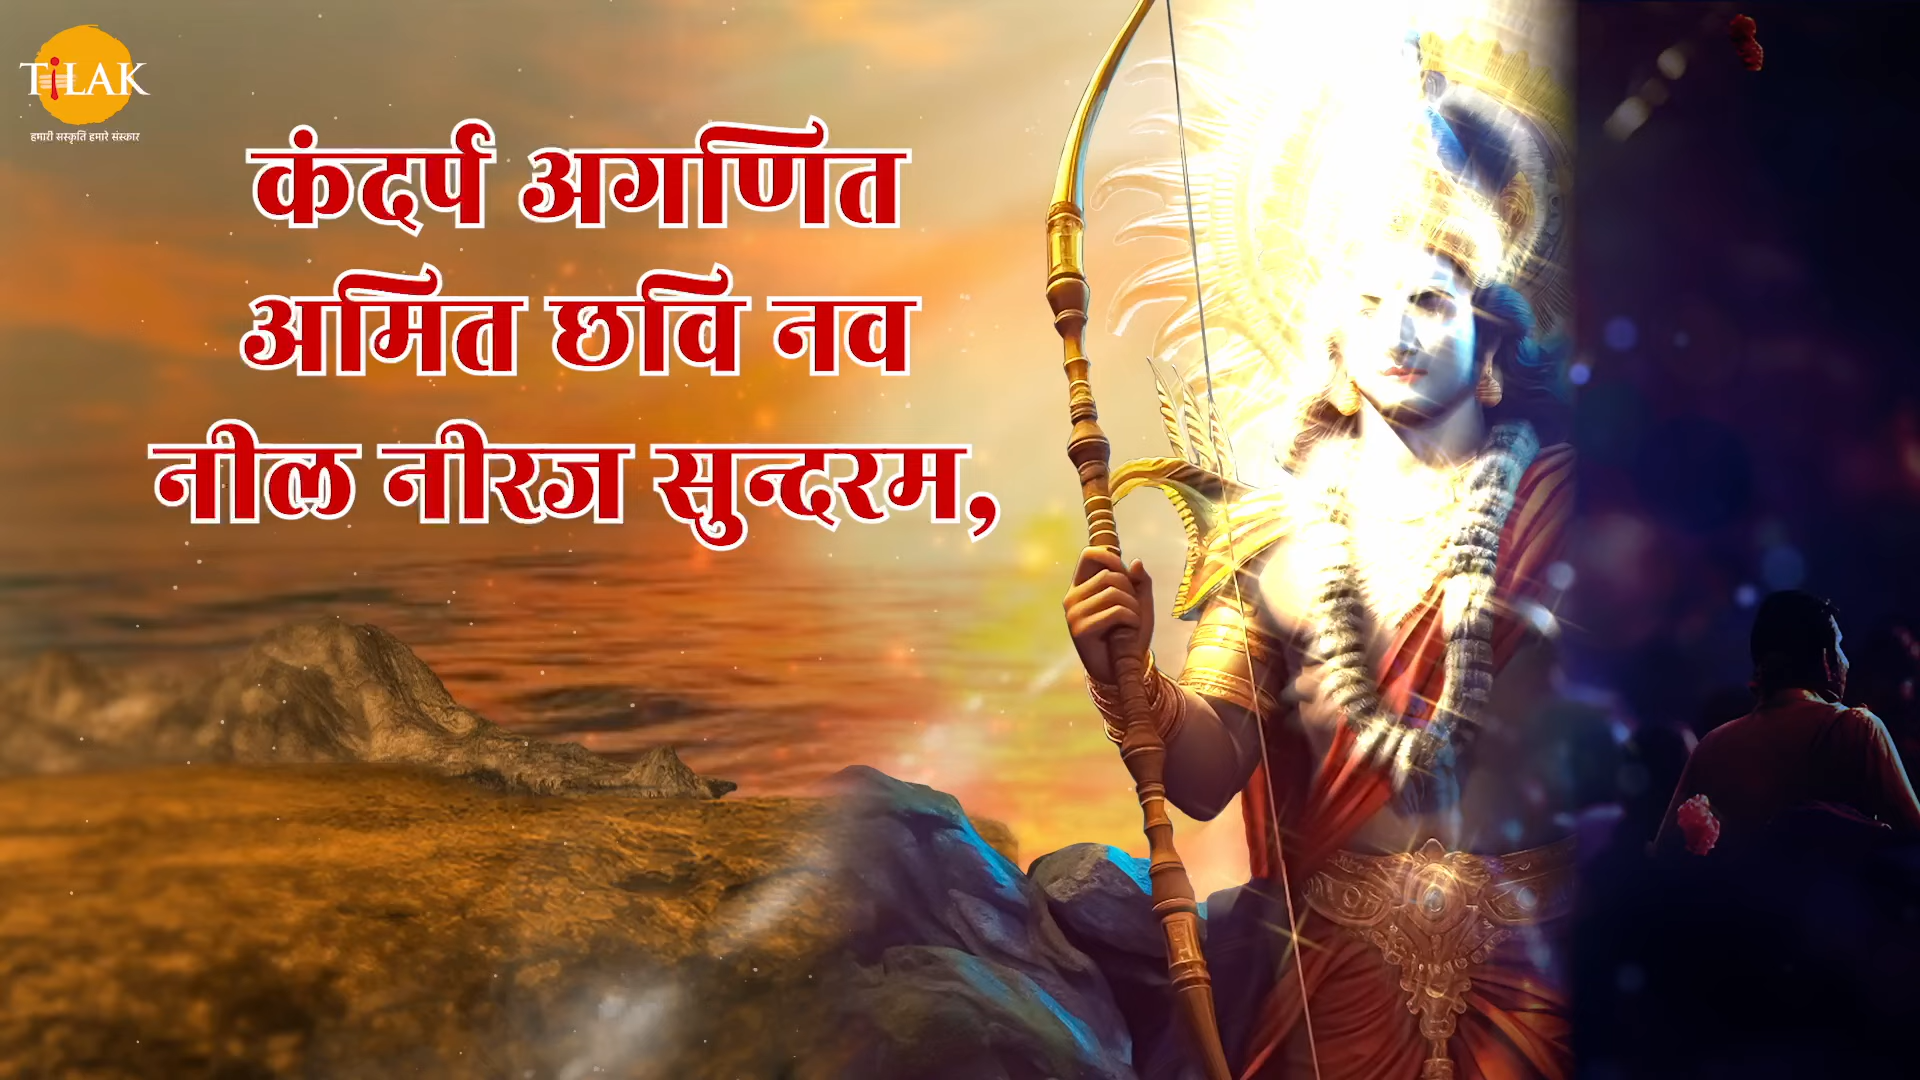 TiLAK
हमारी संस्कृति हमारे संस्कार
कंदर्प अगणित
अमित छवि नव
नील नीरज सुन्दरम,